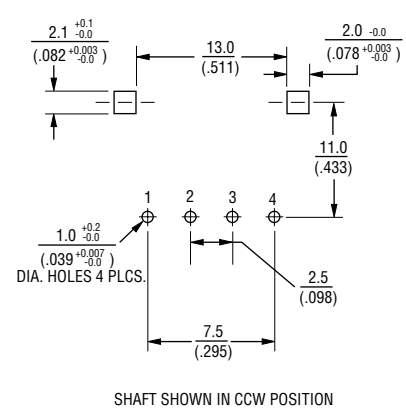 2.1 +0.1 -0.0
(.082 +0.003 -0.0 )
13.0
(.511)
2.0 -0.0
(.078 +0.003 -0.0 )
11.0
(.433)
1 2 3 4
1.0 +0.2 -0.0
(.039 +0.007 -0.0 )
DIA. HOLES 4 PLCS.
2.5
(.098)
7.5
(.295)
SHAFT SHOWN IN CCW POSITION